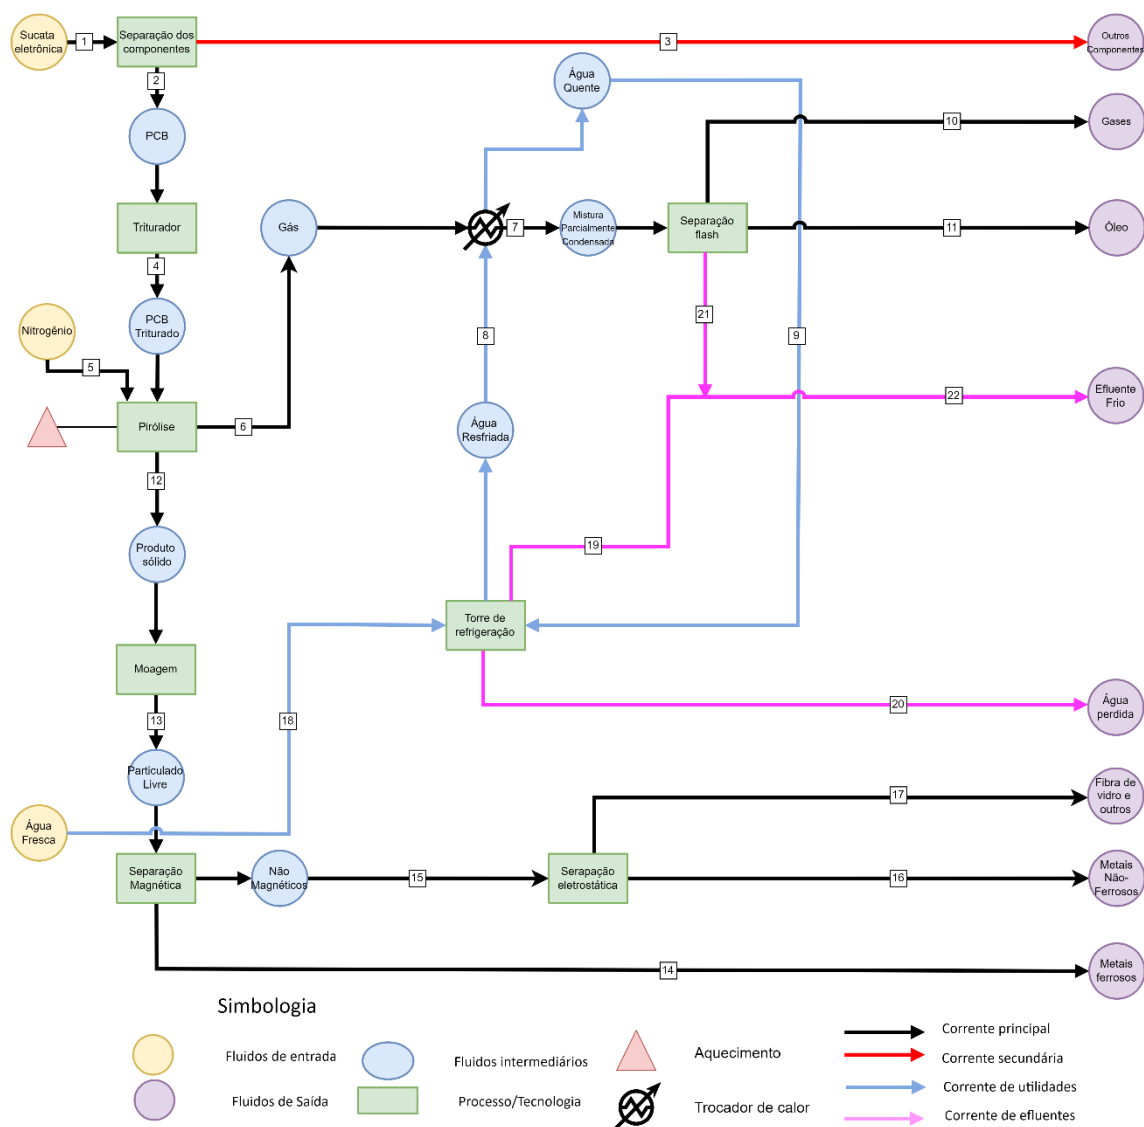 Sucata
eletrônica
1
Separação dos
componentes
3
Outros
Componentes
2
Água
Quente
PCB
10
Gases
Triturador
Gás
7
Mistura
Parcialmente
Condensada
Separação
flash
11
Óleo
4
Nitrogênio
PCB
Triturado
8
21
9
5
Pirólise
6
Água
Resfriada
22
Efluente
Frio
12
Produto
sólido
19
Torre de
refrigeração
Moagem
13
18
20
Água
perdida
Particulado
Livre
17
Fibra de
vidro e
outros
Água
Fresca
Separação
Magnética
Não
Magnéticos
15
Serapação
eletrostática
16
Metais
Não-
Ferrosos
14
Metais
ferrosos
Simbologia
Fluidos de entrada
Fluidos intermediários
Aquecimento
Corrente principal
Corrente secundária
Fluidos de Saída
Processo/Tecnologia
Trocador de calor
Corrente de utilidades
Corrente de efluentes